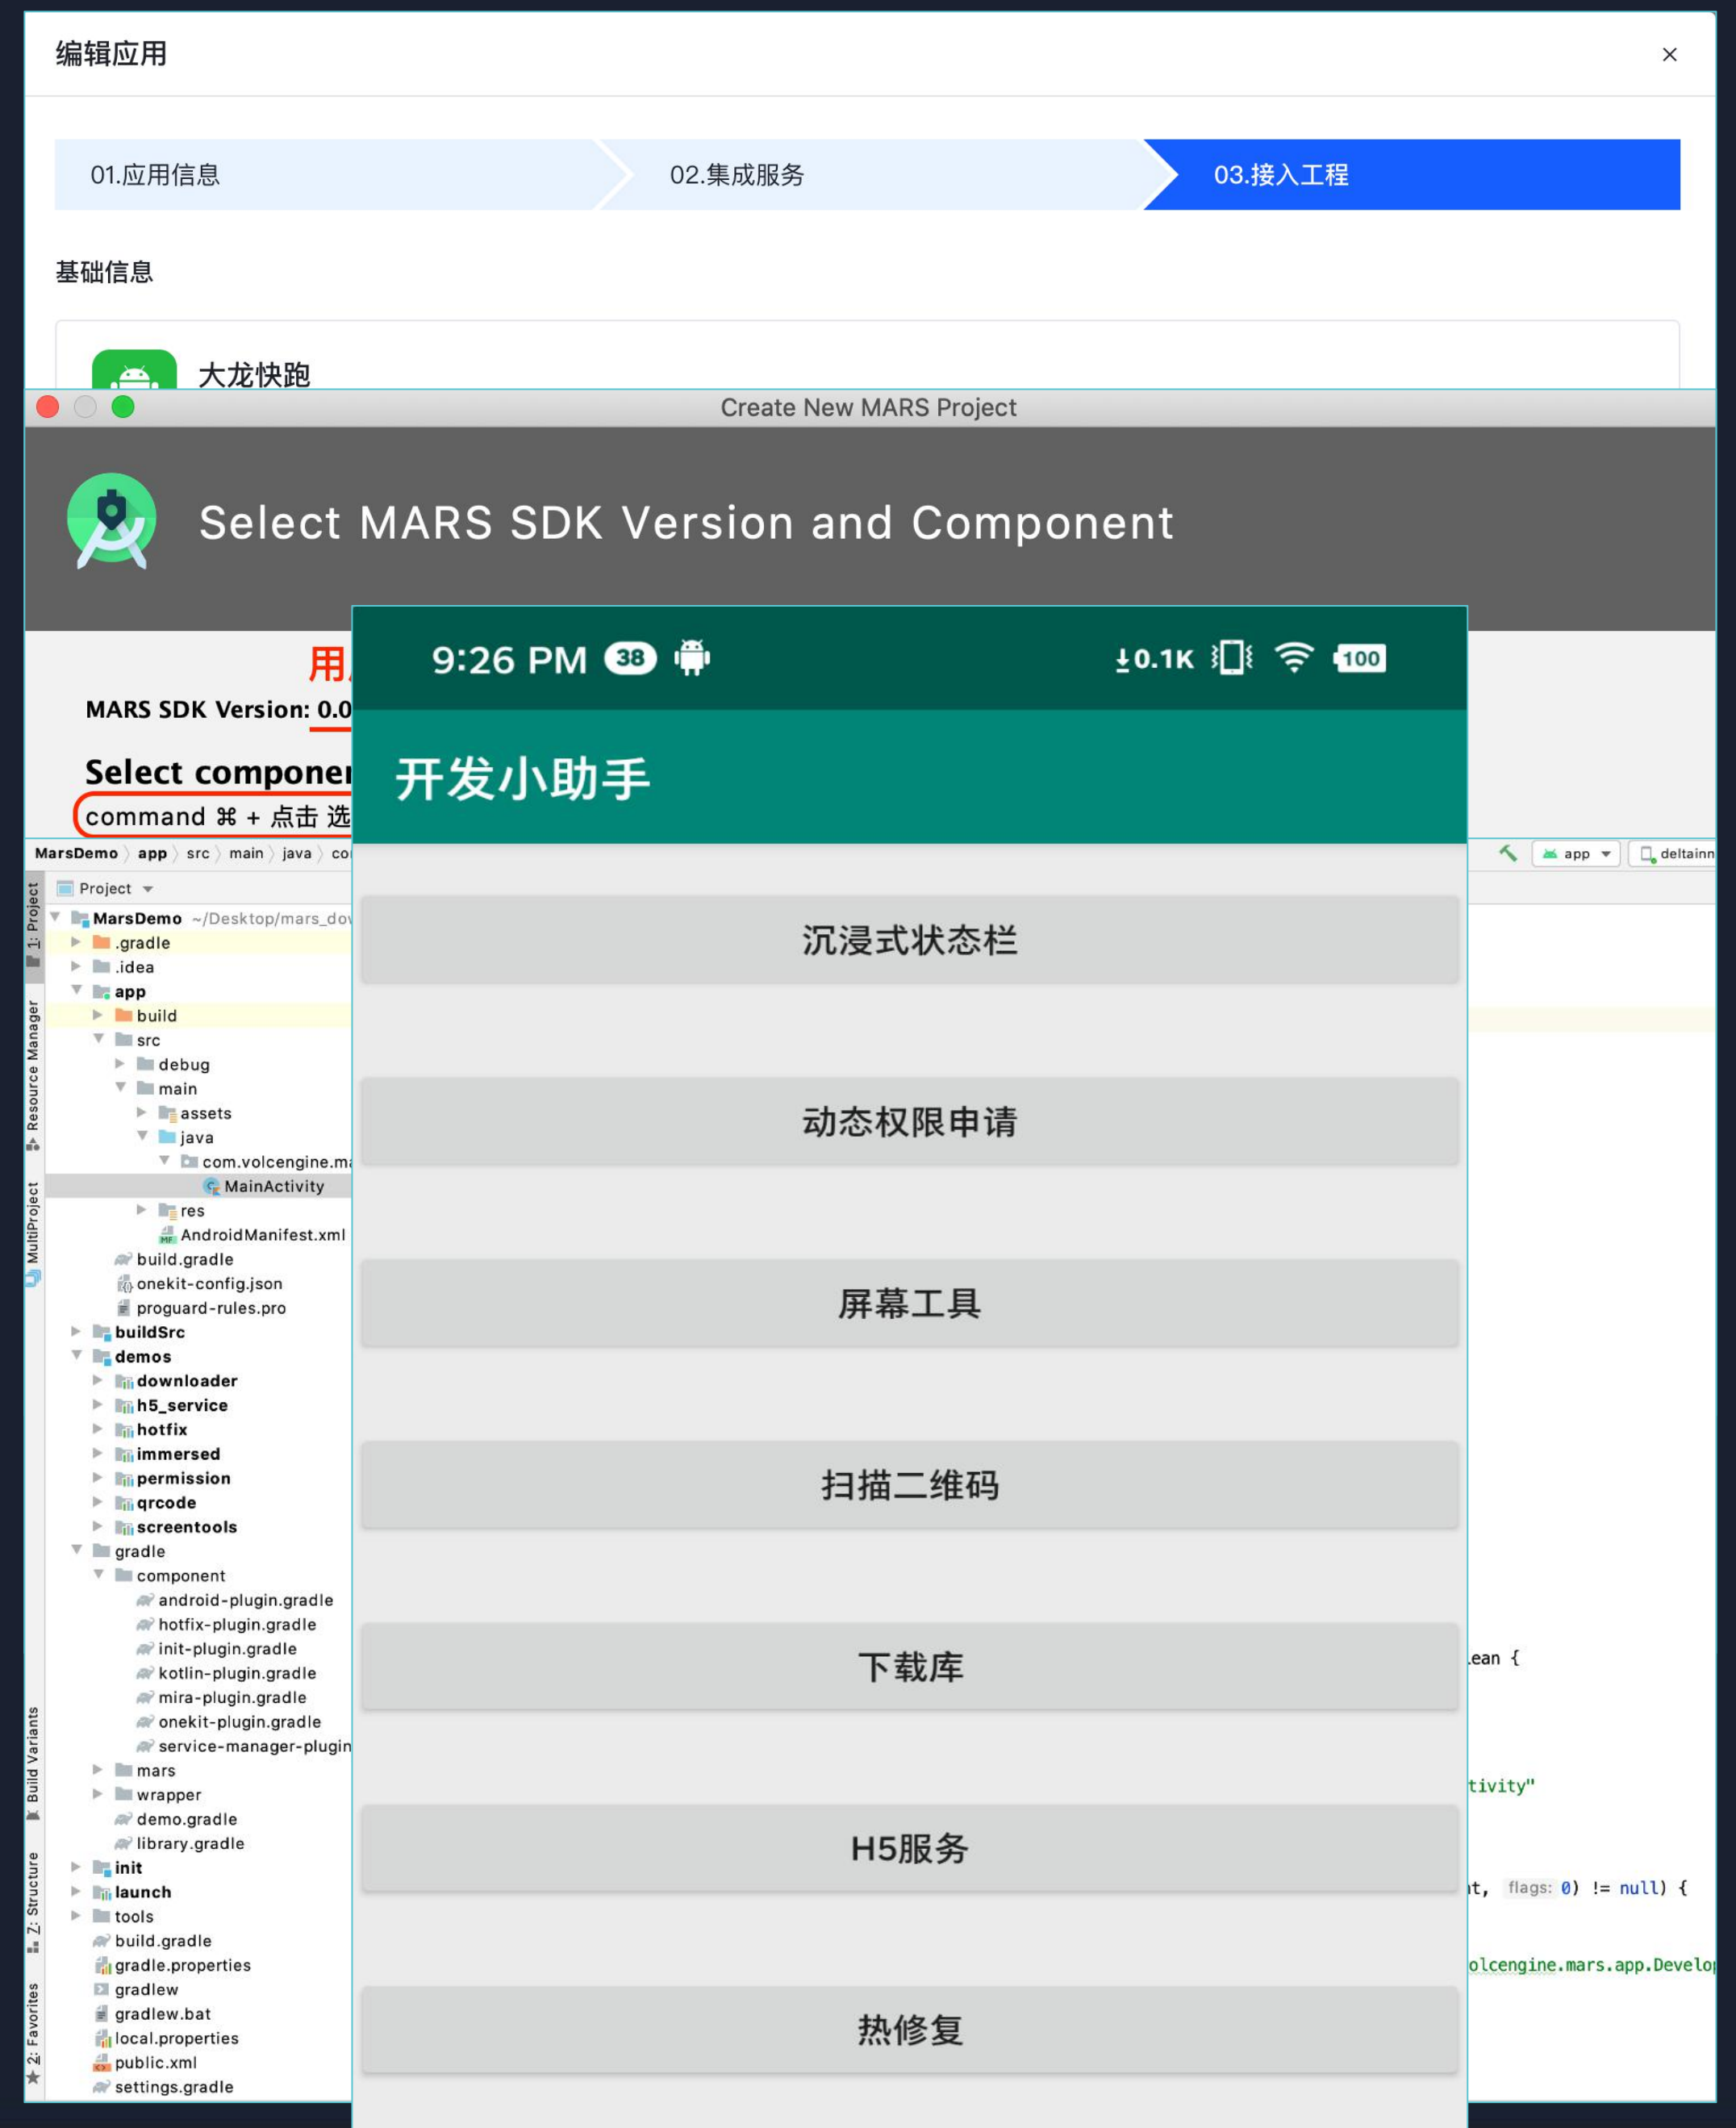 编辑应用
01.应用信息
02.集成服务
03.接入工程
基础信息
大龙快跑
Create New MARS Project
Select MARS SDK Version and Component
用
MARS SDK Version: 0.0
Select componen
command ⌘ + 点击 选
9:26 PM 38
0.1K 100
开发小助手
沉浸式状态栏
动态权限申请
屏幕工具
扫描二维码
下载库
H5服务
热修复
MarsDemo app src main java co
app deltainn
1: Project
Resource Manager
MultiProject
Build Variants
Z: Structure
2: Favorites
Project
MarsDemo ~/Desktop/mars_do
.gradle
.idea
app
build
src
debug
main
assets
java
com.volcengine.ma
MainActivity
res
AndroidManifest.xml
build.gradle
onekit-config.json
proguard-rules.pro
buildSrc
demos
downloader
h5_service
hotfix
immersed
permission
qrcode
screentools
gradle
component
android-plugin.gradle
hotfix-plugin.gradle
init-plugin.gradle
kotlin-plugin.gradle
mira-plugin.gradle
onekit-plugin.gradle
service-manager-plugin
mars
wrapper
demo.gradle
library.gradle
init
launch
tools
build.gradle
gradle.properties
gradlew
gradlew.bat
local.properties
public.xml
settings.gradle
ean {
tivity"
t, flags: 0) != null) {
olcengine.mars.app.Develop